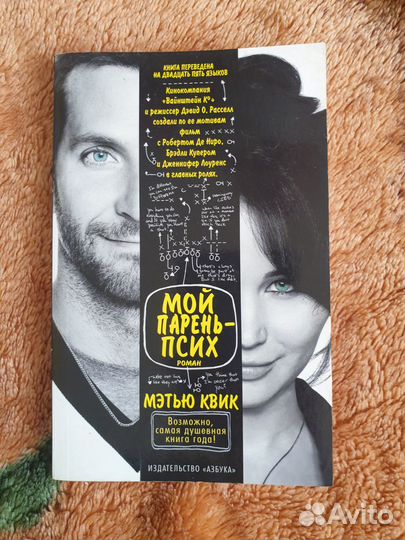 КНИГА ПЕРЕВЕДЕНА
НА ДВАДЦАТЬ ПЯТЬ ЯЗЫКОВ
Кинокомпания
«Вайнштейн Кº»
и режиссер Дэвид О. Расселл
создали по ее мотивам
фильм
с Робертом Де Ниро,
Брэдли Купером
и Дженнифер Лоуренс
в главных ролях.
МОЙ
ПАРЕНЬ-
ПСИХ
РОМАН
МЭТЬЮ КВИК
Возможно,
самая душевная
книга года!
ИЗДАТЕЛЬСТВО «АЗБУКА»
Avito